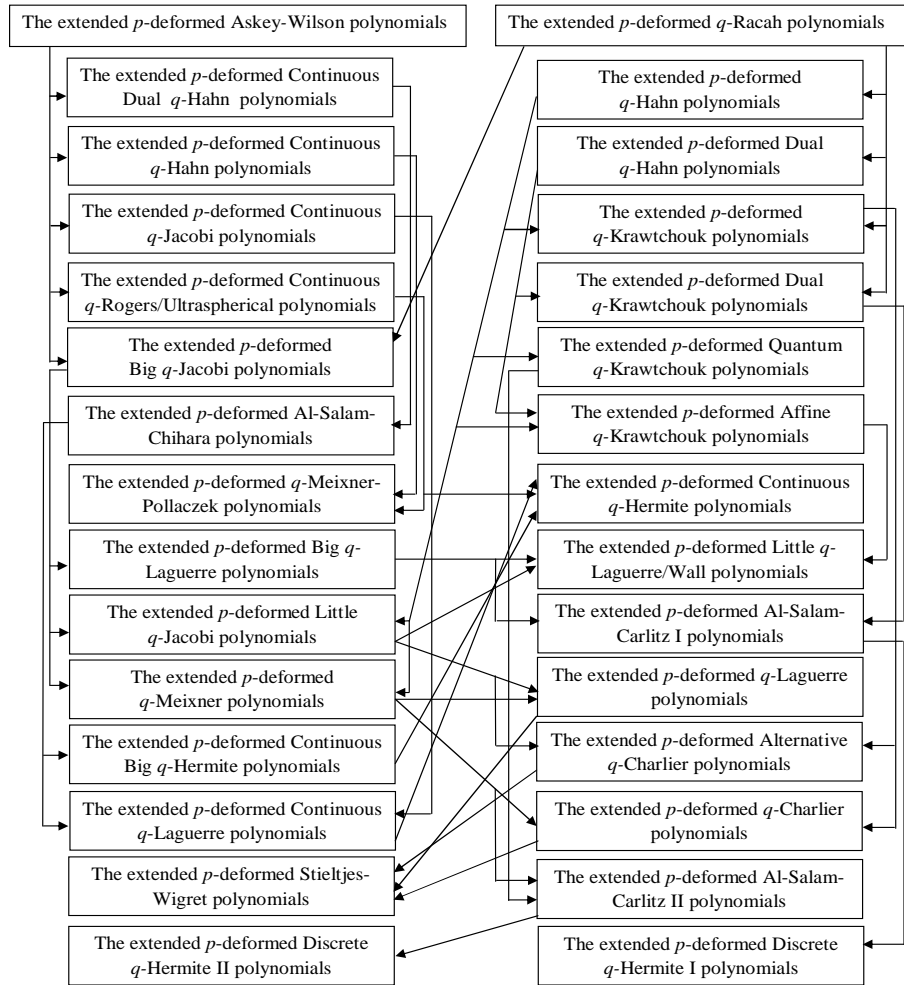 The extended p-deformed Askey-Wilson polynomials
The extended p-deformed q-Racah polynomials
The extended p-deformed Continuous
Dual q-Hahn polynomials
The extended p-deformed Continuous
q-Hahn polynomials
The extended p-deformed Continuous
q-Jacobi polynomials
The extended p-deformed Continuous
q-Rogers/Ultraspherical polynomials
The extended p-deformed
Big q-Jacobi polynomials
The extended p-deformed Al-Salam-
Chihara polynomials
The extended p-deformed q-Meixner-
Pollaczek polynomials
The extended p-deformed Big q-
Laguerre polynomials
The extended p-deformed Little
q-Jacobi polynomials
The extended p-deformed
q-Meixner polynomials
The extended p-deformed Continuous
Big q-Hermite polynomials
The extended p-deformed Continuous
q-Laguerre polynomials
The extended p-deformed Stieltjes-
Wigret polynomials
The extended p-deformed Discrete
q-Hermite II polynomials
The extended p-deformed
q-Hahn polynomials
The extended p-deformed Dual
q-Hahn polynomials
The extended p-deformed
q-Krawtchouk polynomials
The extended p-deformed Dual
q-Krawtchouk polynomials
The extended p-deformed Quantum
q-Krawtchouk polynomials
The extended p-deformed Affine
q-Krawtchouk polynomials
The extended p-deformed Continuous
q-Hermite polynomials
The extended p-deformed Little q-
Laguerre/Wall polynomials
The extended p-deformed Al-Salam-
Carlitz I polynomials
The extended p-deformed q-Laguerre
polynomials
The extended p-deformed Alternative
q-Charlier polynomials
The extended p-deformed q-Charlier
polynomials
The extended p-deformed Al-Salam-
Carlitz II polynomials
The extended p-deformed Discrete
q-Hermite I polynomials